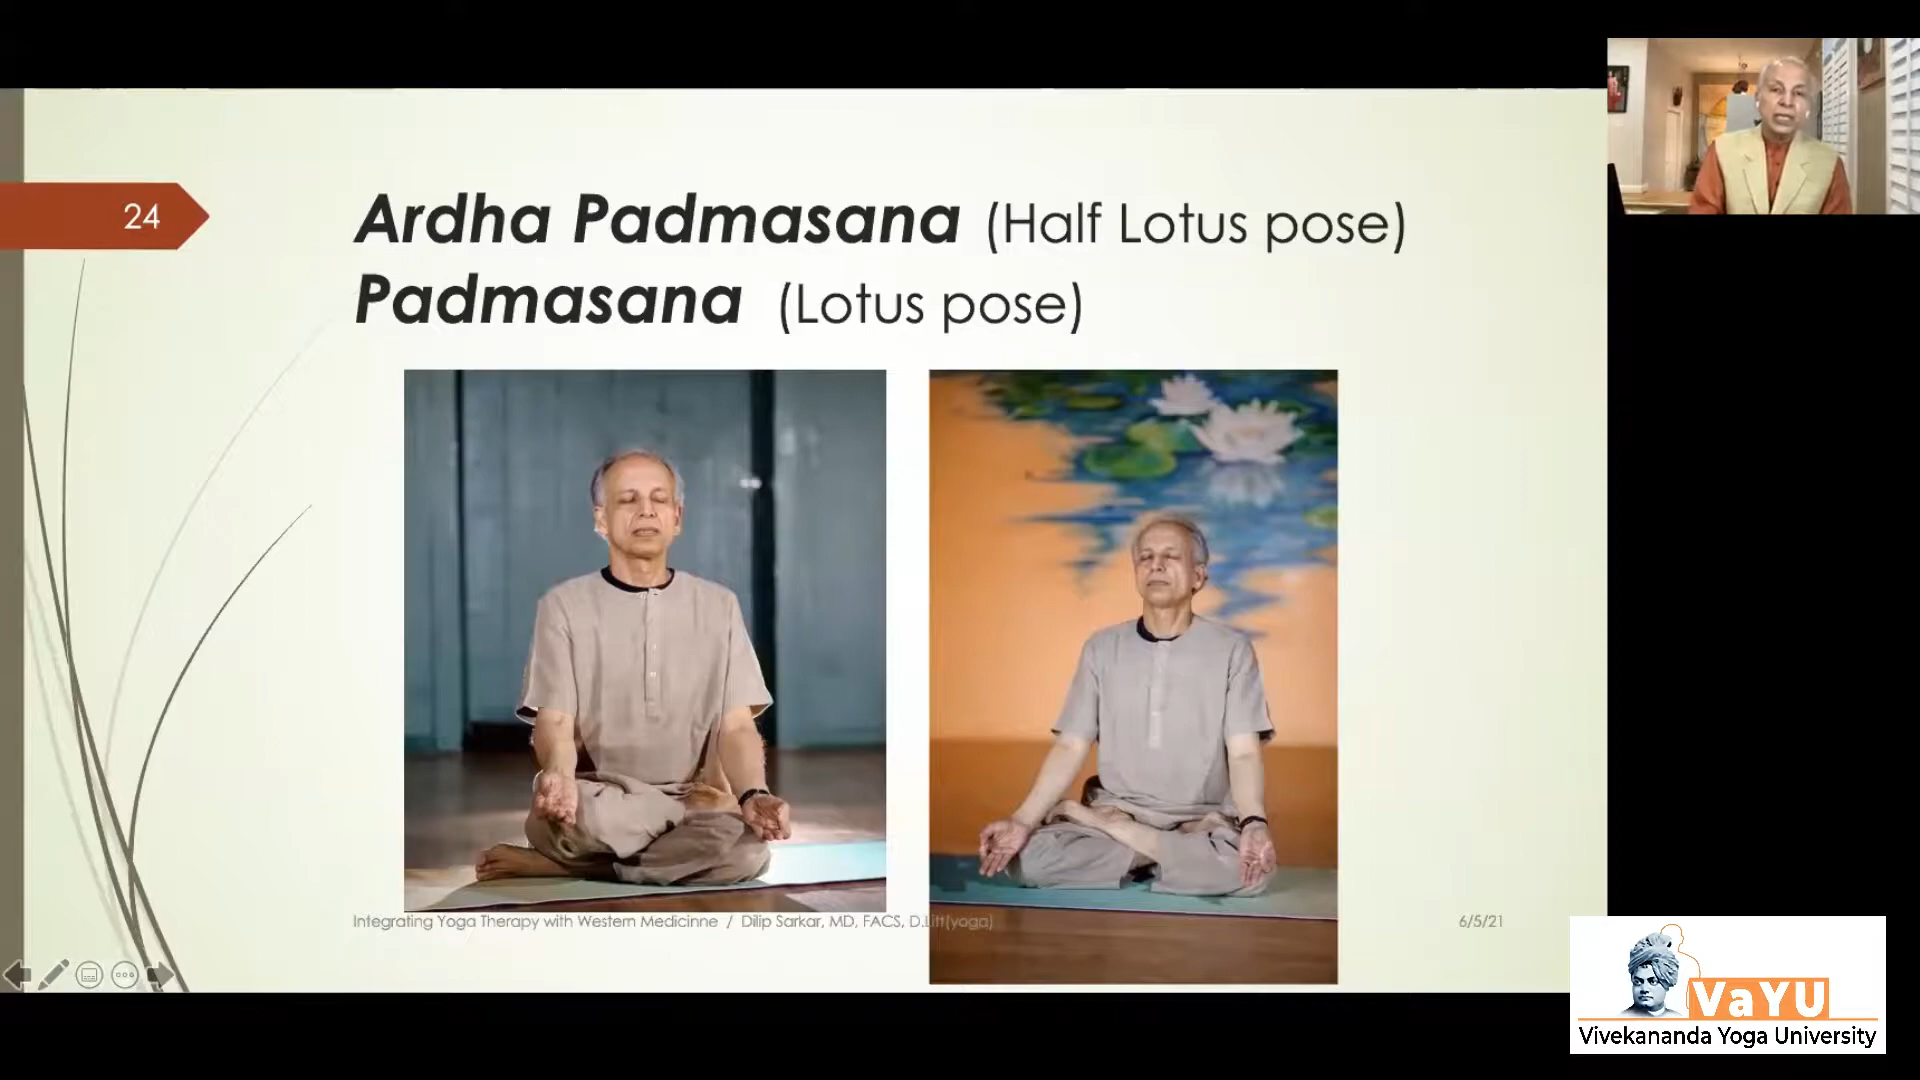 24
Ardha Padmasana (Half Lotus pose)
Padmasana (Lotus pose)
Integrating Yoga Therapy with Western Medicinne / Dilip Sarkar, MD, FACS, D.Litt(yoga)
6/5/21
VaYU
Vivekananda Yoga University